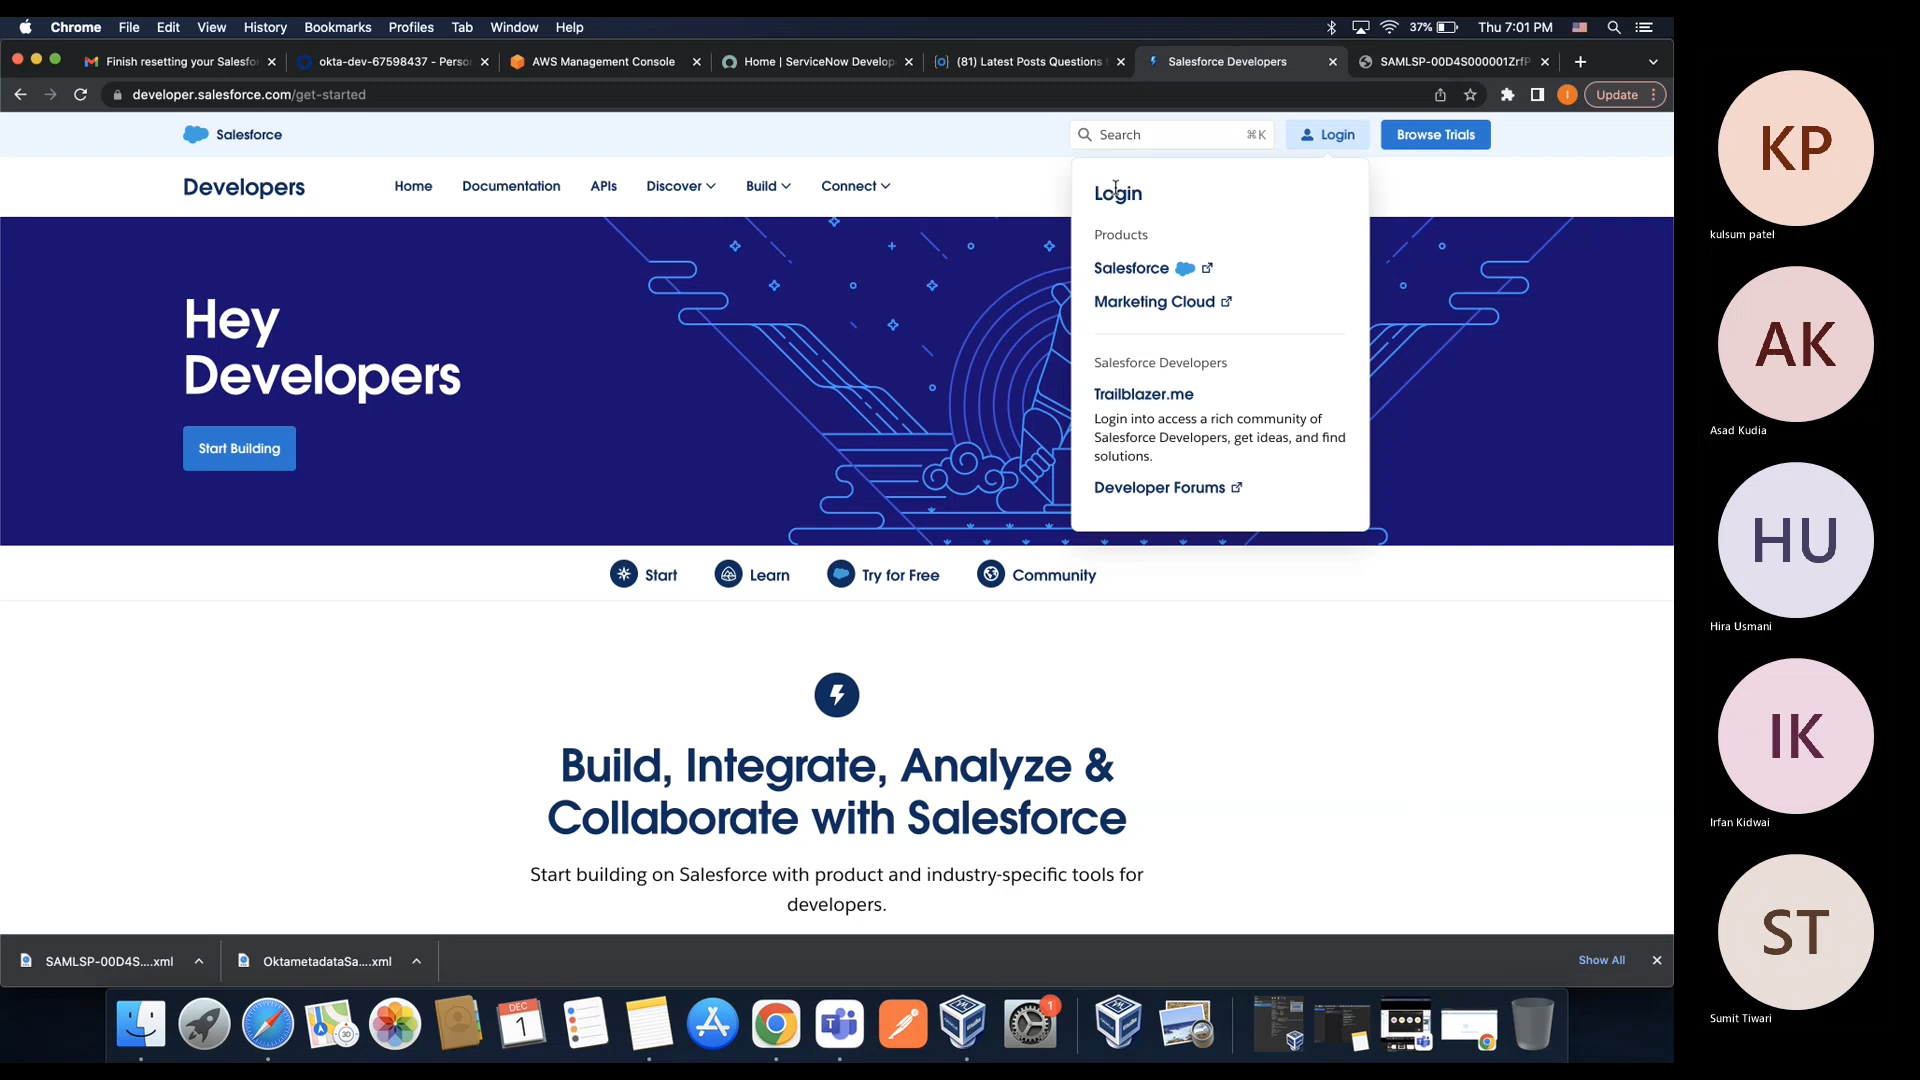 Chrome File Edit View History Bookmarks Profiles Tab Window Help 37% Thu 7:01 PM
Finish resetting your Salesfo okta-dev-67598437 - Perso AWS Management Console Home | ServiceNow Develop (81) Latest Posts Questions Salesforce Developers SAMLSP-00D4S000001ZrfP
developer.salesforce.com/get-started Update
Salesforce Search ⌘K Login Browse Trials
Developers Home Documentation APIs Discover Build Connect
Login
Products
Salesforce
Marketing Cloud
Salesforce Developers
Trailblazer.me
Login into access a rich community of
Salesforce Developers, get ideas, and find
solutions.
Developer Forums
Hey
Developers
Start Building
Start Learn Try for Free Community
Build, Integrate, Analyze &
Collaborate with Salesforce
Start building on Salesforce with product and industry-specific tools for
developers.
SAMLSP-00D4S....xml OktametadataSa....xml Show All
DEC
1
1
KP
kulsum patel
AK
Asad Kudia
HU
Hira Usmani
IK
Irfan Kidwai
ST
Sumit Tiwari